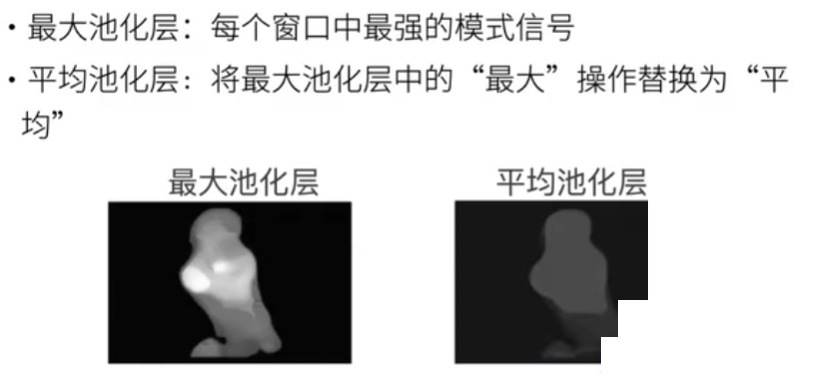 • 最大池化层：每个窗口中最强的模式信号
• 平均池化层：将最大池化层中的“最大”操作替换为“平
均”
最大池化层 平均池化层